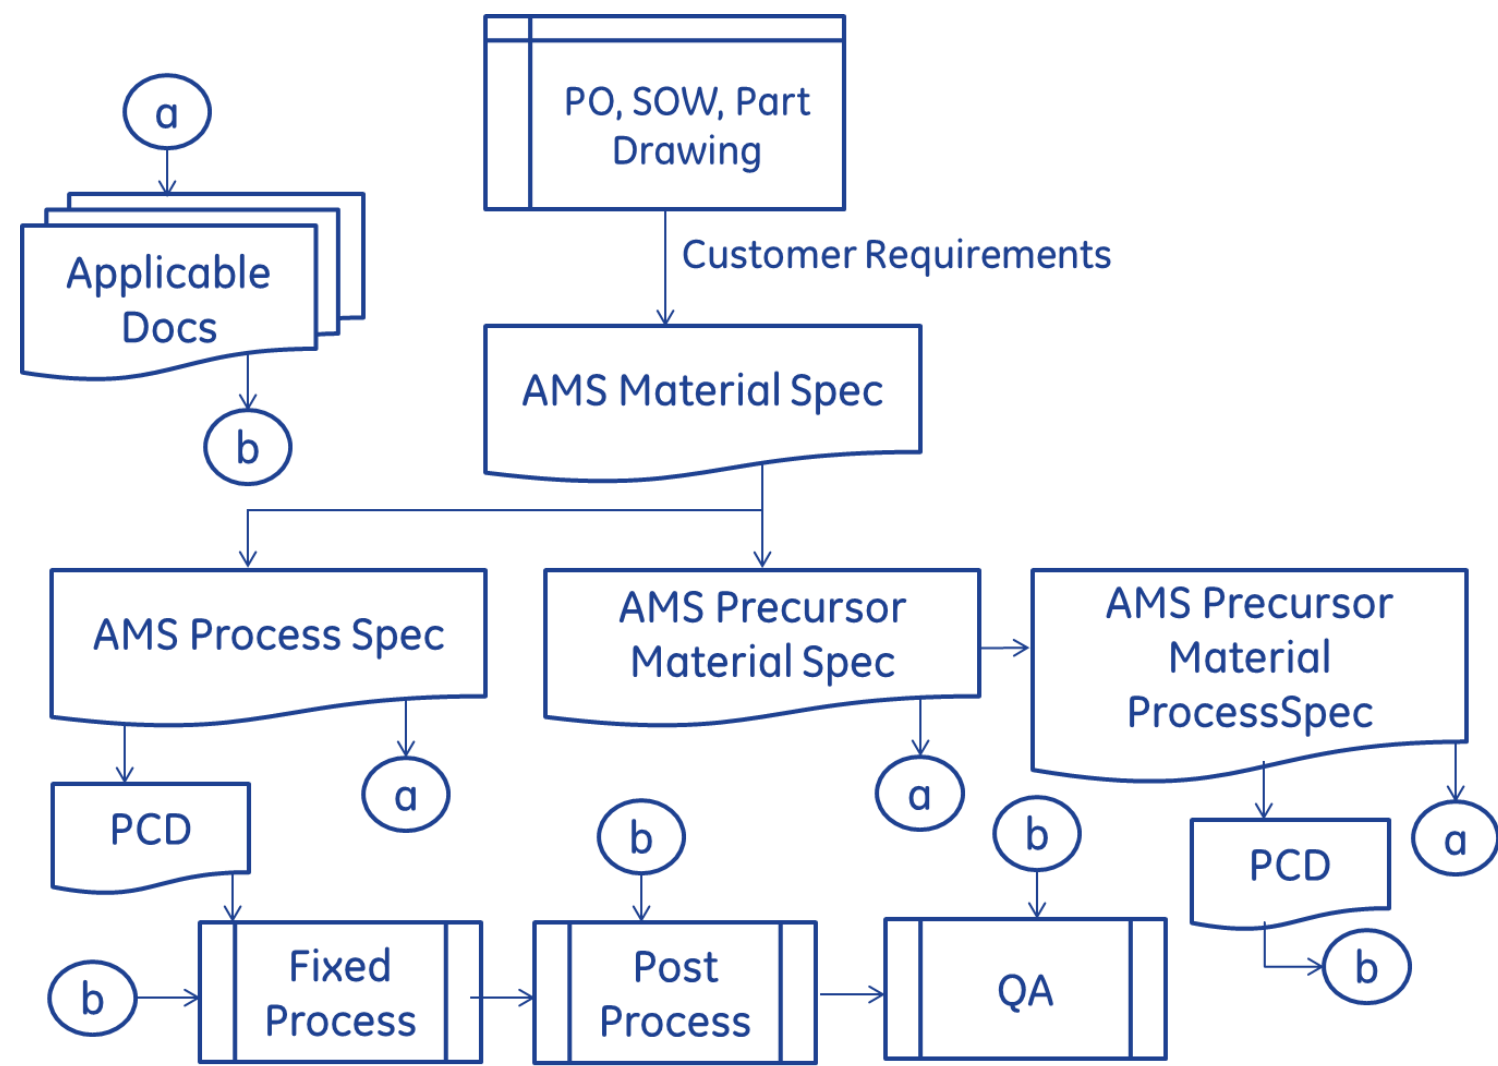 PO, SOW, Part
Drawing
a
Applicable
Docs
b
Customer Requirements
AMS Material Spec
AMS Process Spec
AMS Precursor
Material Spec
AMS Precursor
Material
ProcessSpec
PCD
a
a
a
b
b
PCD
b
Fixed
Process
Post
Process
QA
b